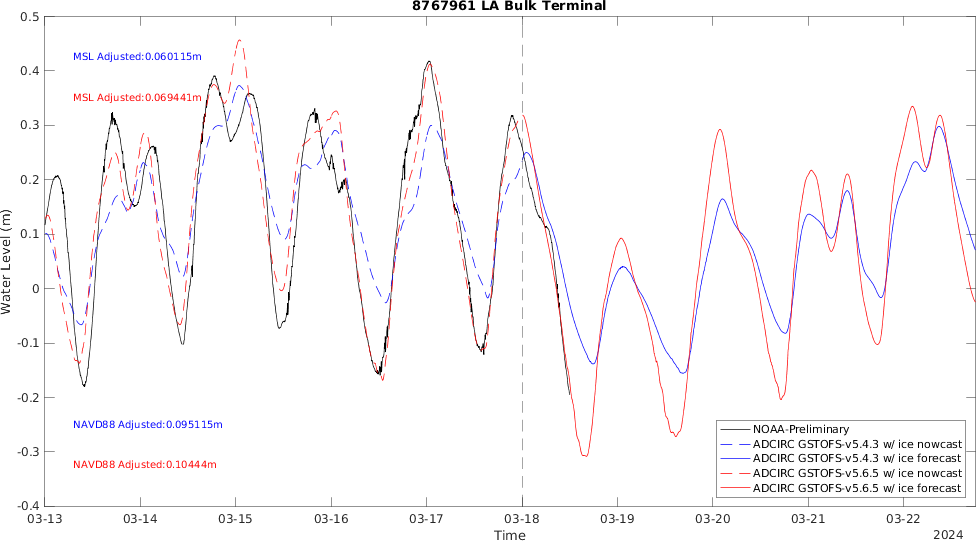 8767961 LA Bulk Terminal
0.5
0.4
0.3
0.2
0.1
0
-0.1
-0.2
-0.3
-0.4
Water Level (m)
MSL Adjusted:0.060115m
MSL Adjusted:0.069441m
NAVD88 Adjusted:0.095115m
NAVD88 Adjusted:0.10444m
NOAA-Preliminary
ADCIRC GSTOFS-v5.4.3 w/ ice nowcast
ADCIRC GSTOFS-v5.4.3 w/ ice forecast
ADCIRC GSTOFS-v5.6.5 w/ ice nowcast
ADCIRC GSTOFS-v5.6.5 w/ ice forecast
03-13 03-14 03-15 03-16 03-17 03-18 03-19 03-20 03-21 03-22
Time
2024